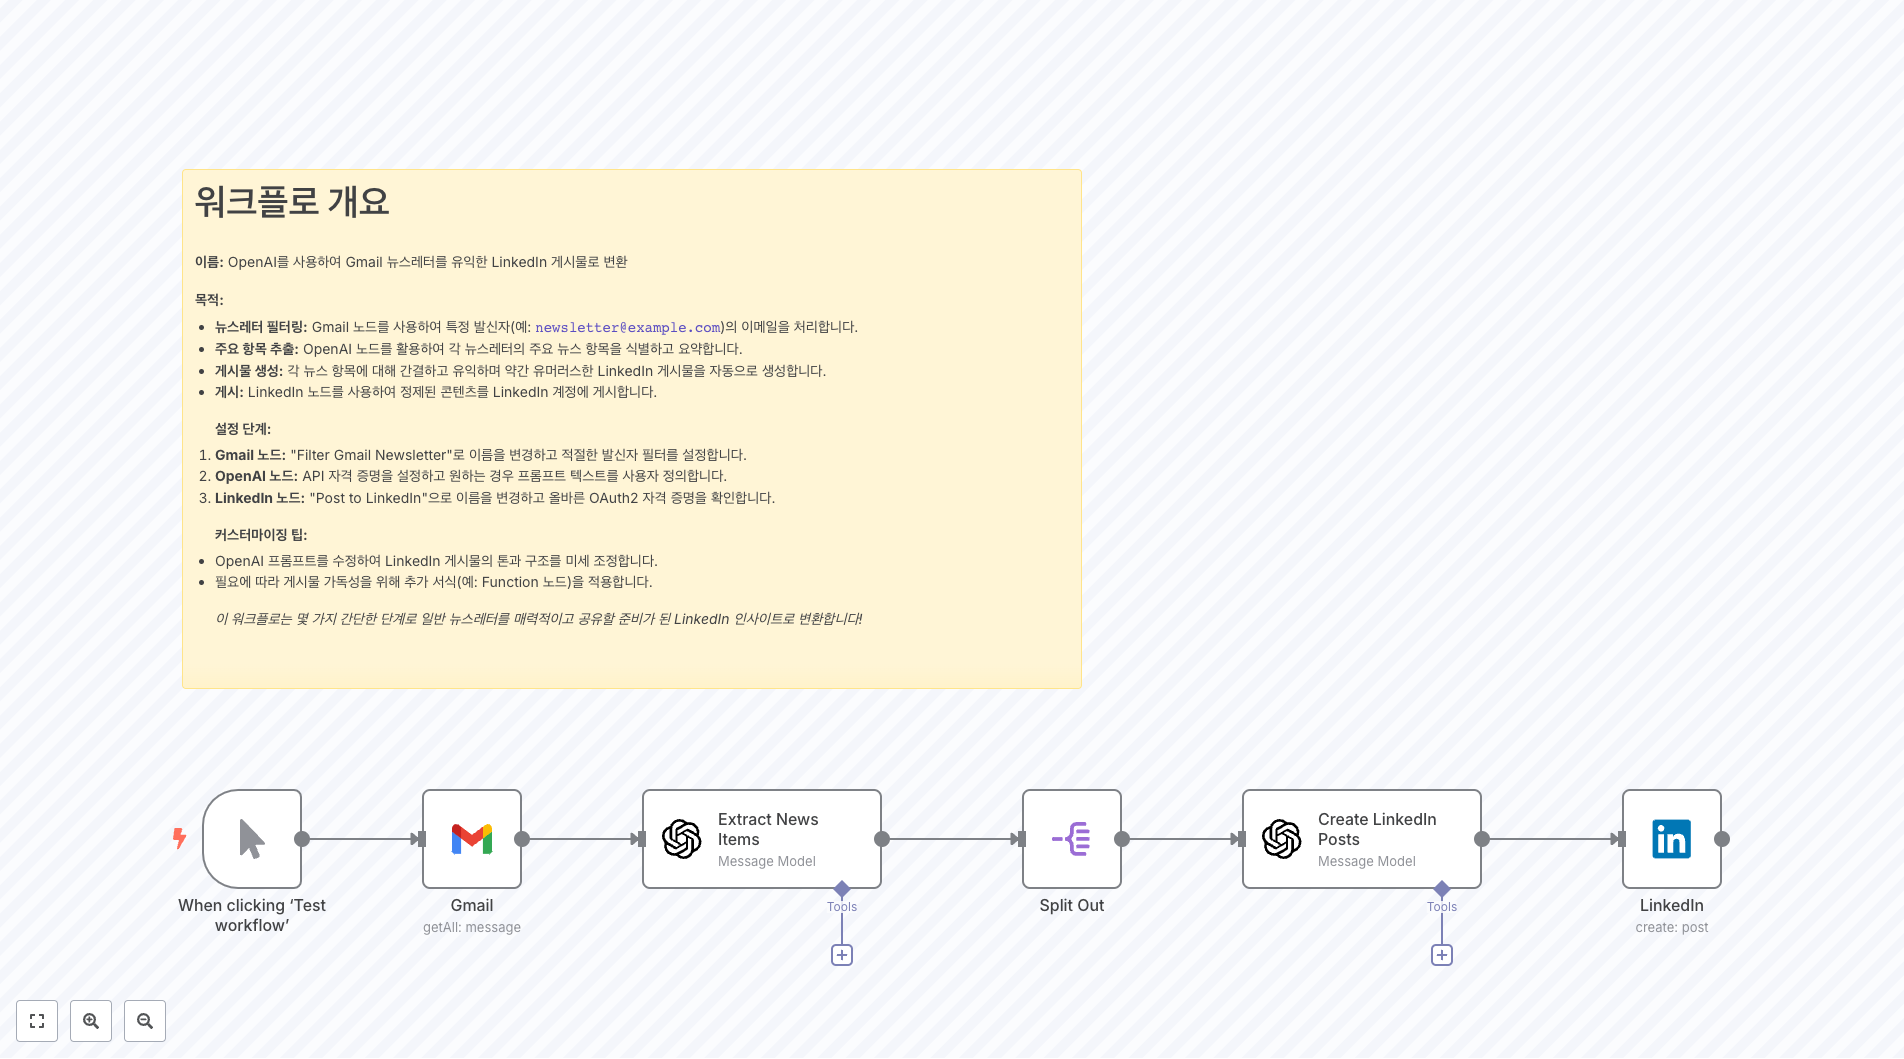 워크플로 개요
이름: OpenAI를 사용하여 Gmail 뉴스레터를 유익한 LinkedIn 게시물로 변환
목적:
뉴스레터 필터링: Gmail 노드를 사용하여 특정 발신자(예: newsletter@example.com)의 이메일을 처리합니다.
주요 항목 추출: OpenAI 노드를 활용하여 각 뉴스레터의 주요 뉴스 항목을 식별하고 요약합니다.
게시물 생성: 각 뉴스 항목에 대해 간결하고 유익하며 약간 유머러스한 LinkedIn 게시물을 자동으로 생성합니다.
게시: LinkedIn 노드를 사용하여 정제된 콘텐츠를 LinkedIn 계정에 게시합니다.
설정 단계:
1. Gmail 노드: "Filter Gmail Newsletter"로 이름을 변경하고 적절한 발신자 필터를 설정합니다.
2. OpenAI 노드: API 자격 증명을 설정하고 원하는 경우 프롬프트 텍스트를 사용자 정의합니다.
3. LinkedIn 노드: "Post to LinkedIn"으로 이름을 변경하고 올바른 OAuth2 자격 증명을 확인합니다.
커스터마이징 팁:
OpenAI 프롬프트를 수정하여 LinkedIn 게시물의 톤과 구조를 미세 조정합니다.
필요에 따라 게시물 가독성을 위해 추가 서식(예: Function 노드)을 적용합니다.
이 워크플로는 몇 가지 간단한 단계로 일반 뉴스레터를 매력적이고 공유할 준비가 된 LinkedIn 인사이트로 변환합니다!
When clicking ‘Test
workflow’
Gmail
getAll: message
Extract News
Items
Message Model
Tools
Split Out
Create LinkedIn
Posts
Message Model
Tools
LinkedIn
create: post